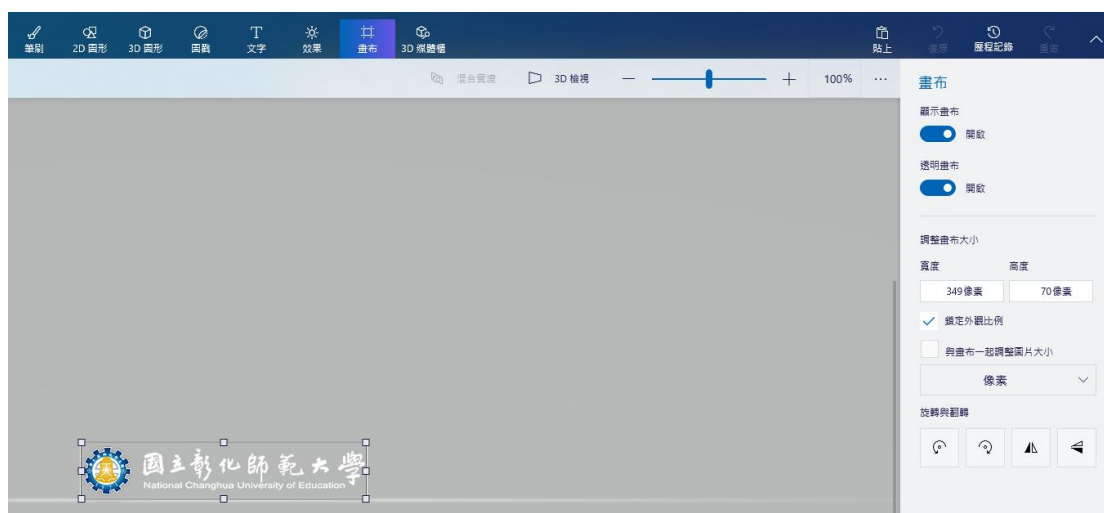 筆刷 2D 圖形 3D 圖形 圖戳 文字 效果 畫布 3D 媒體櫃 貼上 復原 歷程記錄 重做
混合實境 3D 檢視 100% ...
畫布
顯示畫布
開啟
透明畫布
開啟
調整畫布大小
寬度 高度
349像素 70像素
鎖定外觀比例
與畫布一起調整圖片大小
像素
旋轉與翻轉
國立彰化師範大學
National Changhua University of Education